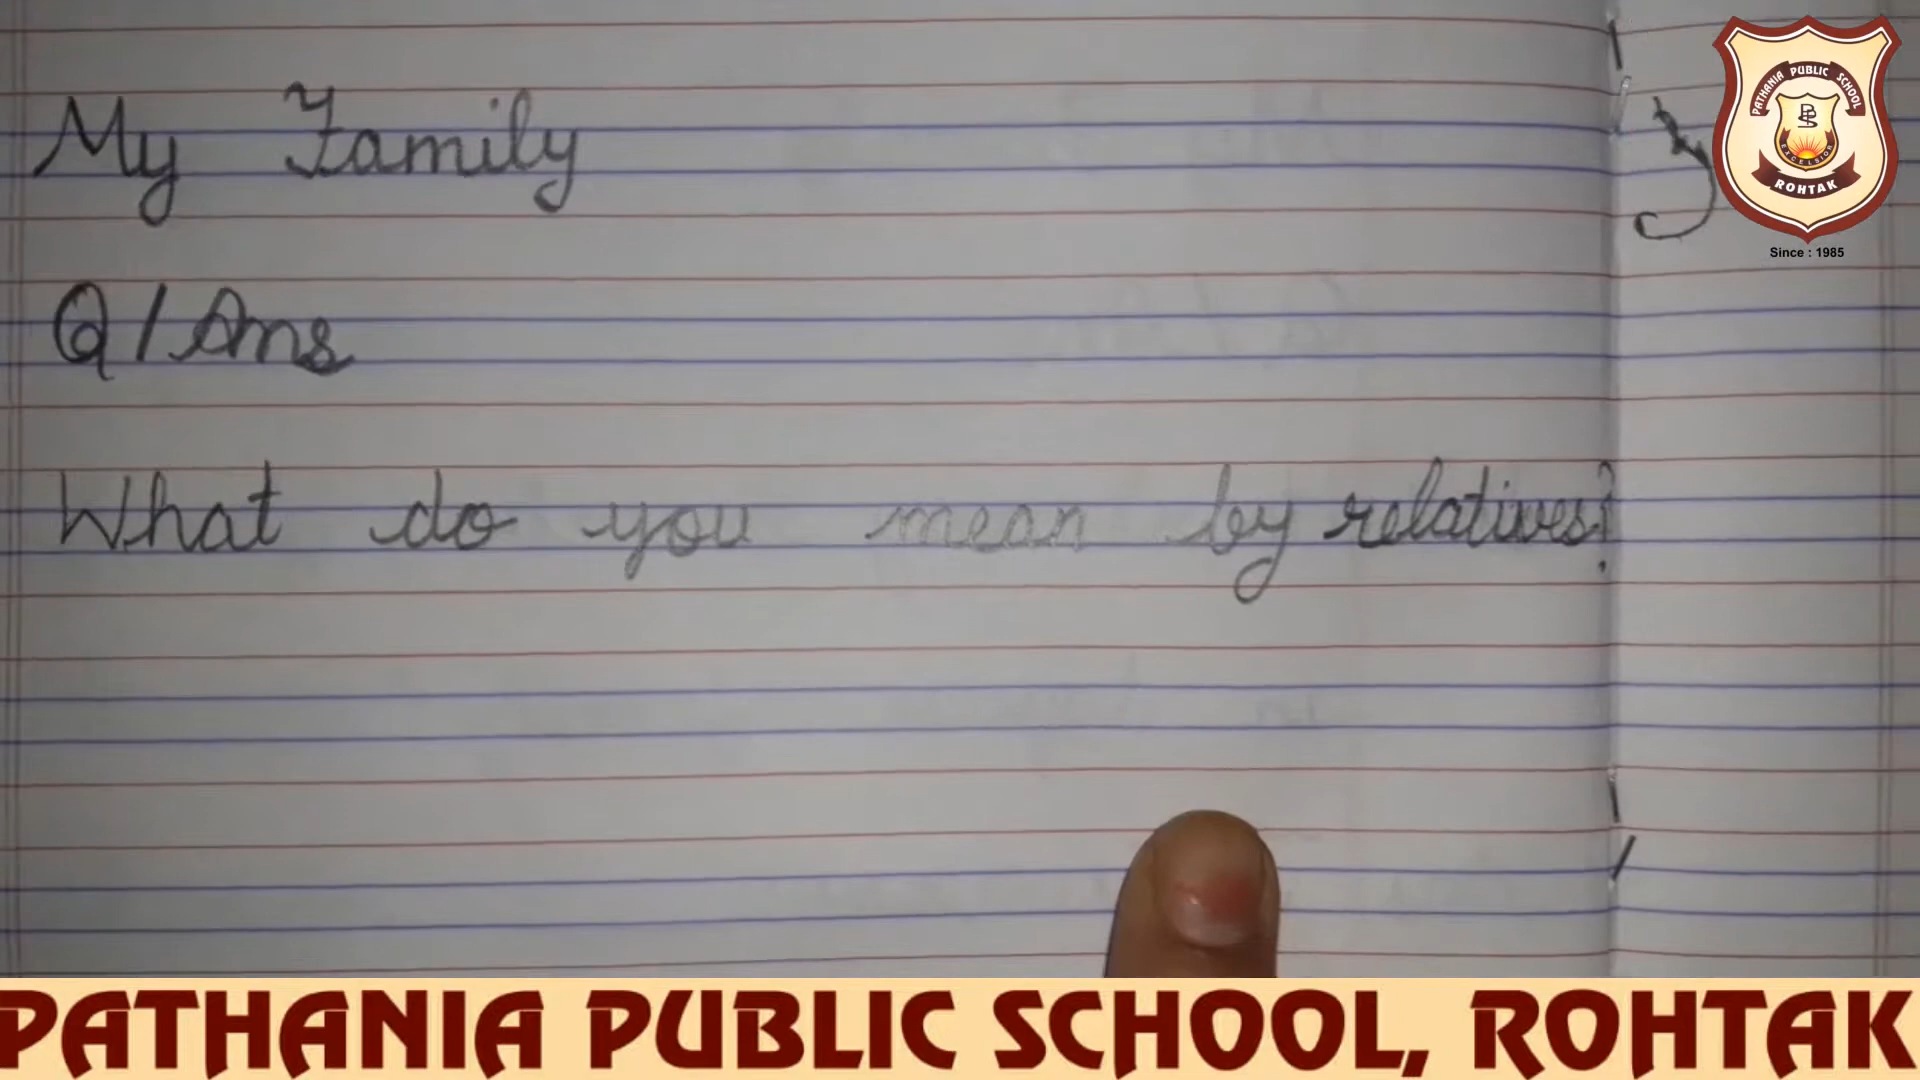 My Family
Q/Ans
What do you mean by relatives?
PATHANIA PUBLIC SCHOOL
EXCELSIOR
ROHTAK
Since : 1985
PATHANIA PUBLIC SCHOOL, ROHTAK